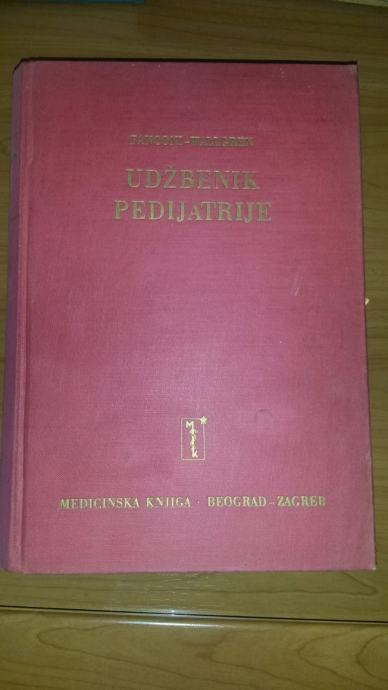 FANCONI-WALLGREN
UDŽBENIK
PEDIJATRIJE
MEDICINSKA KNJIGA · BEOGRAD – ZAGREB